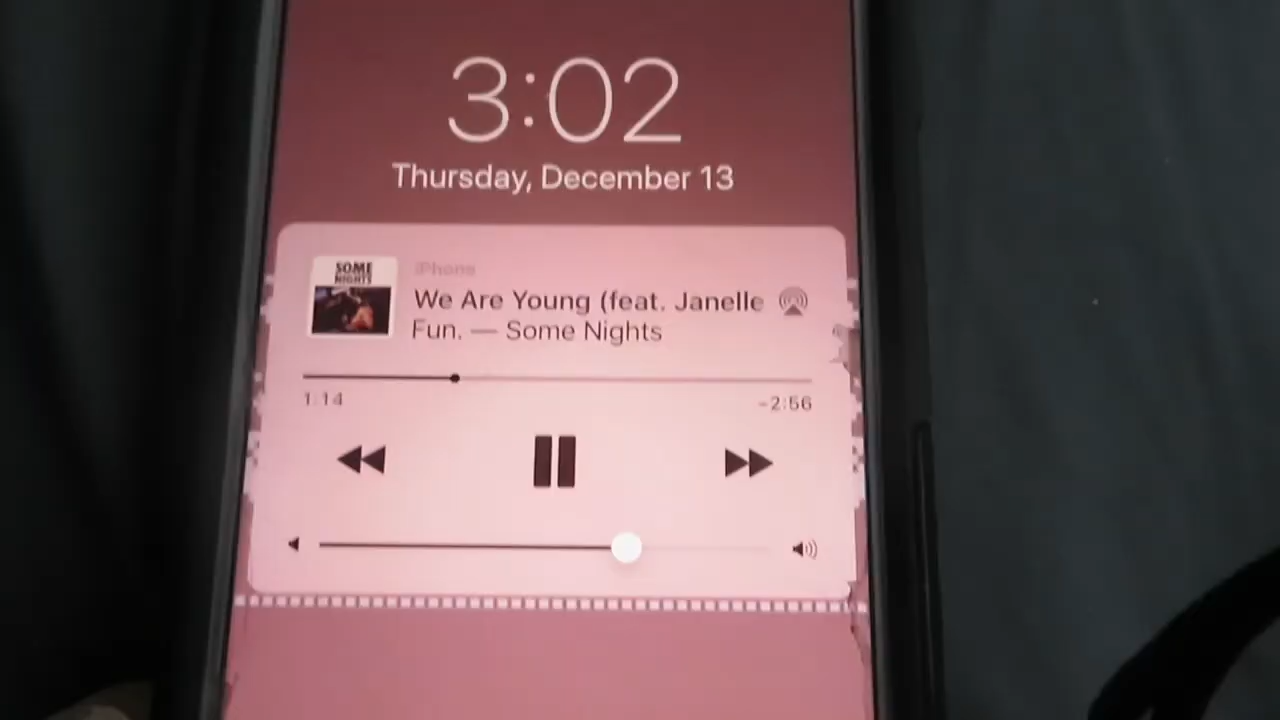 3:02
Thursday, December 13
SOME
NIGHTS
iPhone
We Are Young (feat. Janelle
Fun. — Some Nights
1:14
-2:56